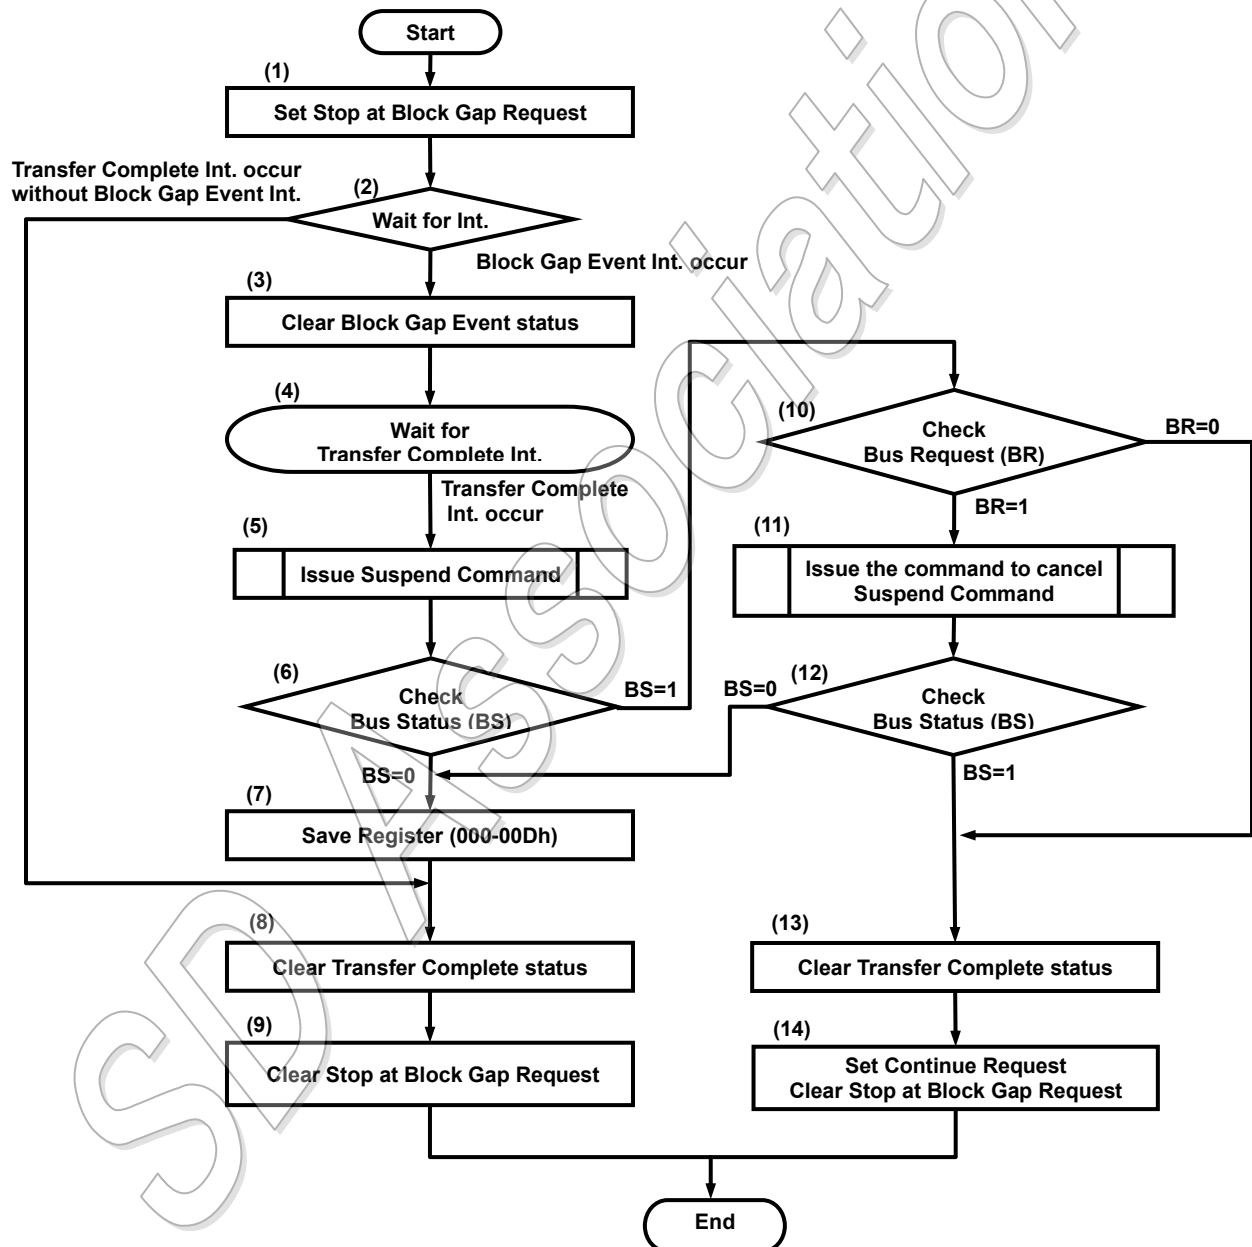 Start
(1)
Set Stop at Block Gap Request
Transfer Complete Int. occur
without Block Gap Event Int.
(2)
Wait for Int.
Block Gap Event Int. occur
(3)
Clear Block Gap Event status
(4)
Wait for
Transfer Complete Int.
Transfer Complete
Int. occur
(5)
Issue Suspend Command
(6)
Check
Bus Status (BS)
BS=1
BS=0
(7)
Save Register (000-00Dh)
(8)
Clear Transfer Complete status
(9)
Clear Stop at Block Gap Request
(10)
Check
Bus Request (BR)
BR=0
BR=1
(11)
Issue the command to cancel
Suspend Command
(12)
BS=0
Check
Bus Status (BS)
BS=1
(13)
Clear Transfer Complete status
(14)
Set Continue Request
Clear Stop at Block Gap Request
End
SD Association